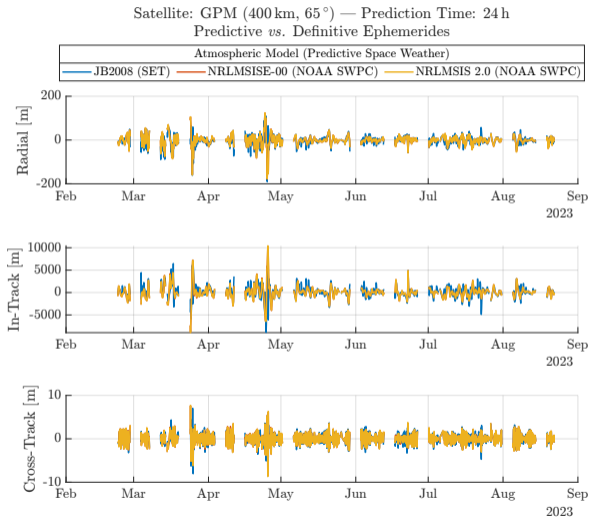 Satellite: GPM (400 km, 65°) — Prediction Time: 24 h
Predictive vs. Definitive Ephemerides
Atmospheric Model (Predictive Space Weather)
JB2008 (SET) NRLMSISE-00 (NOAA SWPC) NRLMSIS 2.0 (NOAA SWPC)
Radial [m]
200
0
-200
Feb Mar Apr May Jun Jul Aug Sep
2023
In-Track [m]
10000
5000
0
-5000
Feb Mar Apr May Jun Jul Aug Sep
2023
Cross-Track [m]
10
0
-10
Feb Mar Apr May Jun Jul Aug Sep
2023